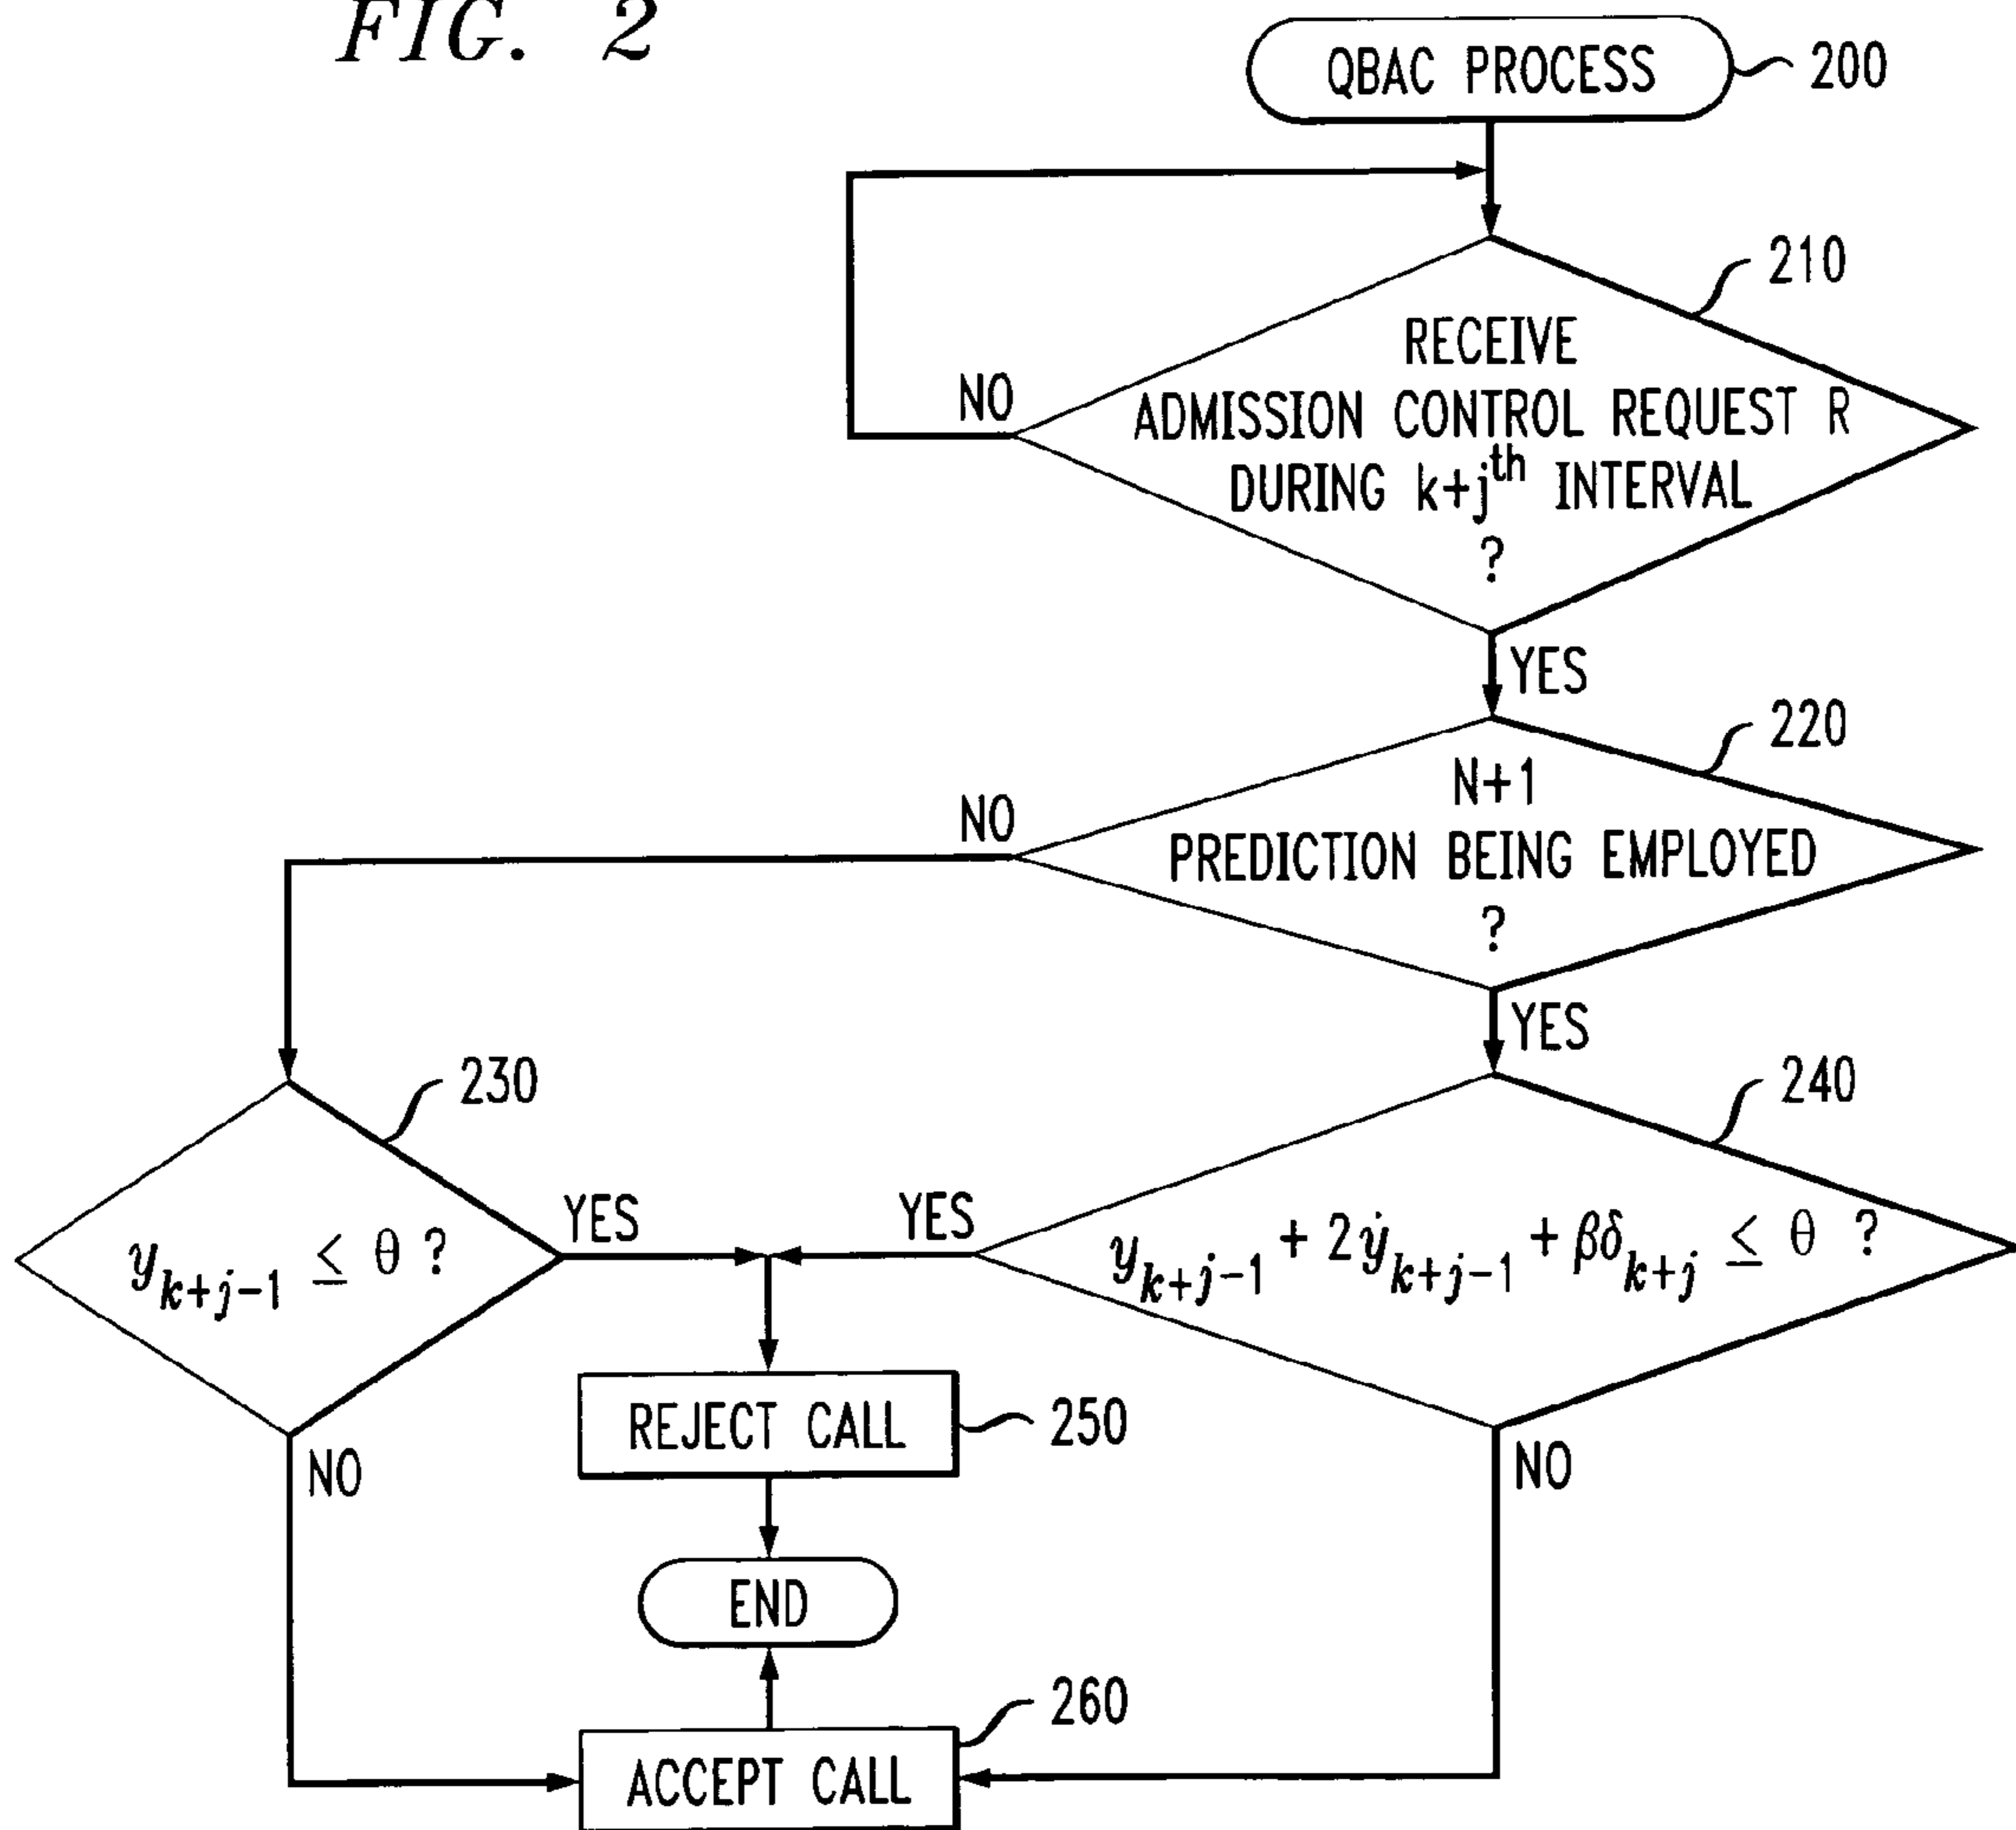 FIG. 2
QBAC PROCESS
200
210
RECEIVE
ADMISSION CONTROL REQUEST R
DURING k+j^th INTERVAL
?
NO
YES
220
N+1
PREDICTION BEING EMPLOYED
?
NO
YES
230
y_{k+j-1} ≤ θ ?
YES
NO
240
y_{k+j-1} + 2ẏ_{k+j-1} + βδ_{k+j} ≤ θ ?
YES
NO
REJECT CALL
250
END
260
ACCEPT CALL